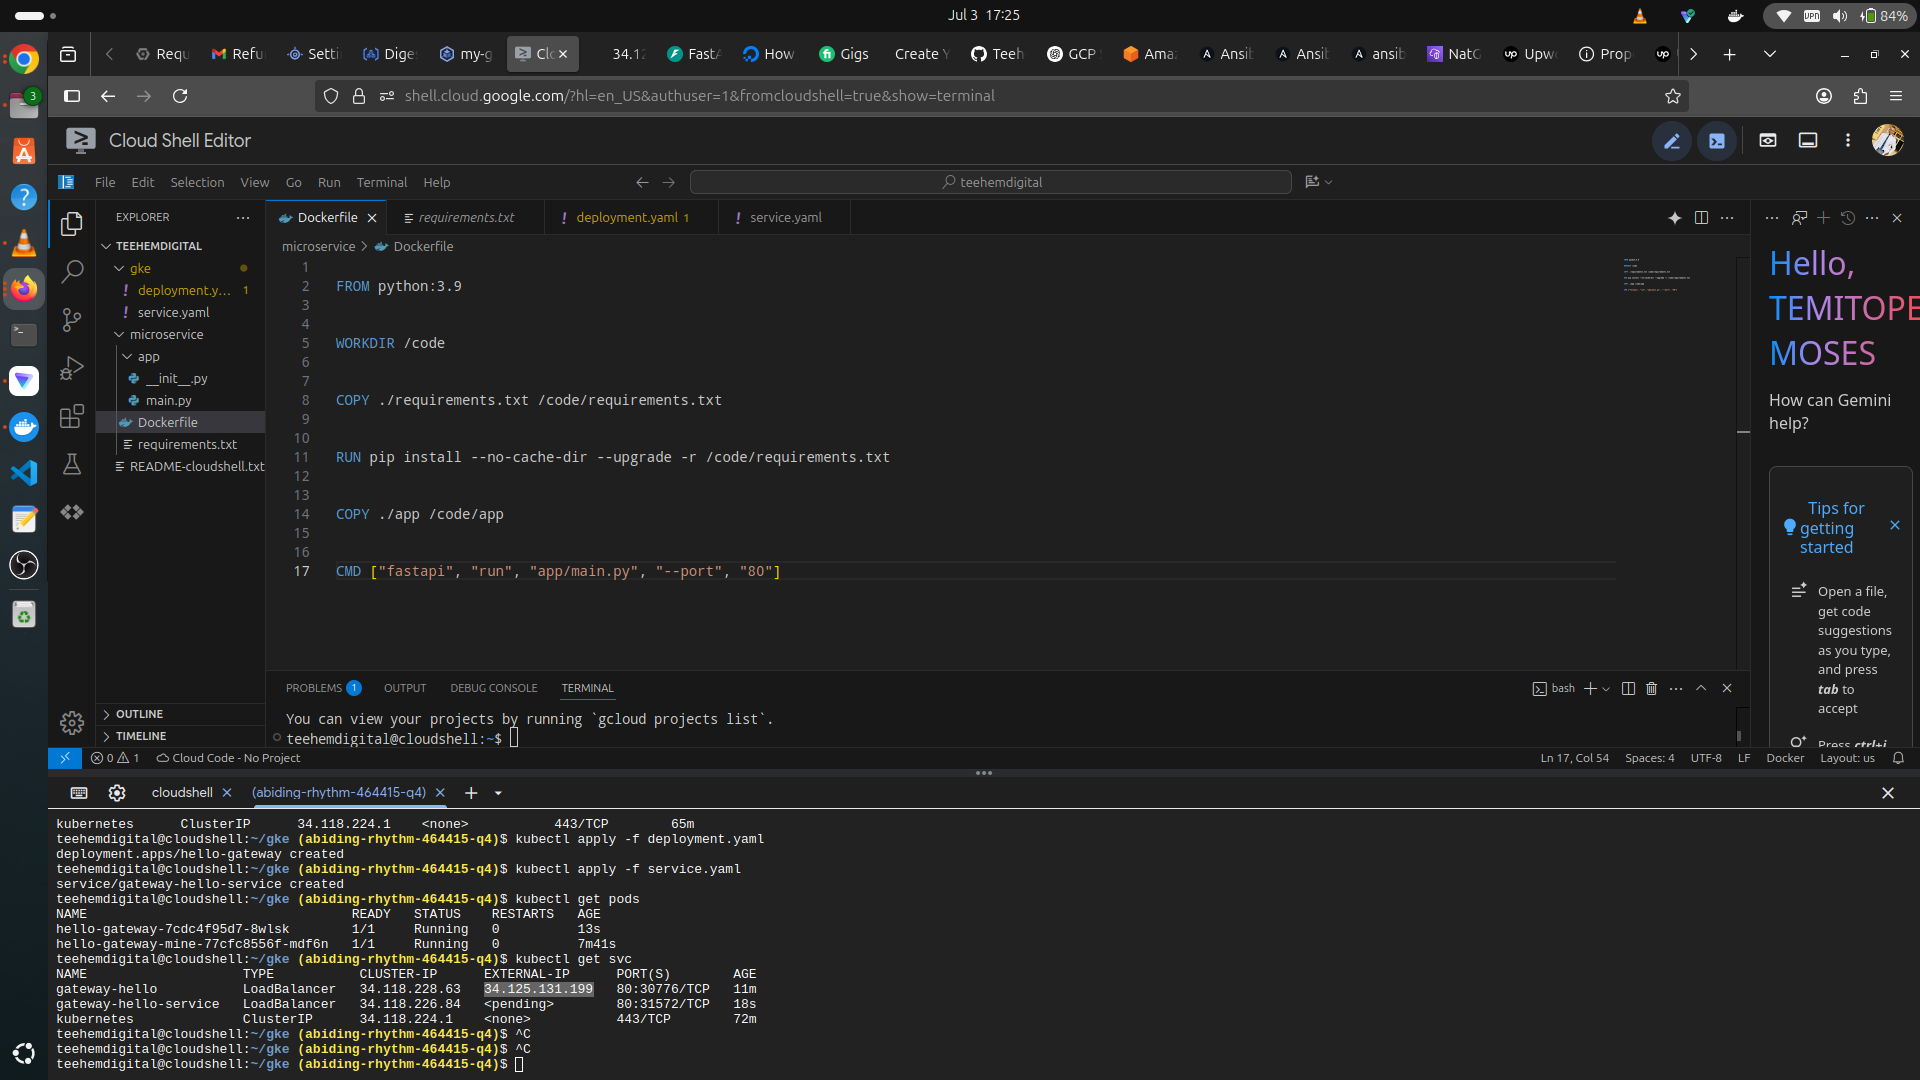 Jul 3 17:25
84%
Requ
Refu
Setti
Dige
my-g
Clo
34.12
FastA
How
Gigs
Create Y
Teeh
GCP
Ama
Ansib
Ansib
ansib
NatG
Upw
Prop
shell.cloud.google.com/?hl=en_US&authuser=1&fromcloudshell=true&show=terminal
3
Cloud Shell Editor
File Edit Selection View Go Run Terminal Help
teehemdigital
EXPLORER
Dockerfile
requirements.txt
! deployment.yaml 1
! service.yaml
TEEHEMDIGITAL
gke
! deployment.y... 1
! service.yaml
microservice
app
__init__.py
main.py
Dockerfile
requirements.txt
README-cloudshell.txt
OUTLINE
TIMELINE
microservice > Dockerfile
1
2 FROM python:3.9
3
4
5 WORKDIR /code
6
7
8 COPY ./requirements.txt /code/requirements.txt
9
10
11 RUN pip install --no-cache-dir --upgrade -r /code/requirements.txt
12
13
14 COPY ./app /code/app
15
16
17 CMD ["fastapi", "run", "app/main.py", "--port", "80"]
Hello,
TEMITOPE
MOSES
How can Gemini
help?
Tips for
getting
started
Open a file,
get code
suggestions
as you type,
and press
tab to
accept
Press ctrl+i
PROBLEMS 1 OUTPUT DEBUG CONSOLE TERMINAL
bash
You can view your projects by running `gcloud projects list`.
teehemdigital@cloudshell:~$
0 1 Cloud Code - No Project
Ln 17, Col 54 Spaces: 4 UTF-8 LF Docker Layout: us
cloudshell (abiding-rhythm-464415-q4)
kubernetes ClusterIP 34.118.224.1 <none> 443/TCP 65m
teehemdigital@cloudshell:~/gke (abiding-rhythm-464415-q4)$ kubectl apply -f deployment.yaml
deployment.apps/hello-gateway created
teehemdigital@cloudshell:~/gke (abiding-rhythm-464415-q4)$ kubectl apply -f service.yaml
service/gateway-hello-service created
teehemdigital@cloudshell:~/gke (abiding-rhythm-464415-q4)$ kubectl get pods
NAME READY STATUS RESTARTS AGE
hello-gateway-7cdc4f95d7-8wlsk 1/1 Running 0 13s
hello-gateway-mine-77cfc8556f-mdf6n 1/1 Running 0 7m41s
teehemdigital@cloudshell:~/gke (abiding-rhythm-464415-q4)$ kubectl get svc
NAME TYPE CLUSTER-IP EXTERNAL-IP PORT(S) AGE
gateway-hello LoadBalancer 34.118.228.63 34.125.131.199 80:30776/TCP 11m
gateway-hello-service LoadBalancer 34.118.226.84 <pending> 80:31572/TCP 18s
kubernetes ClusterIP 34.118.224.1 <none> 443/TCP 72m
teehemdigital@cloudshell:~/gke (abiding-rhythm-464415-q4)$ ^C
teehemdigital@cloudshell:~/gke (abiding-rhythm-464415-q4)$ ^C
teehemdigital@cloudshell:~/gke (abiding-rhythm-464415-q4)$